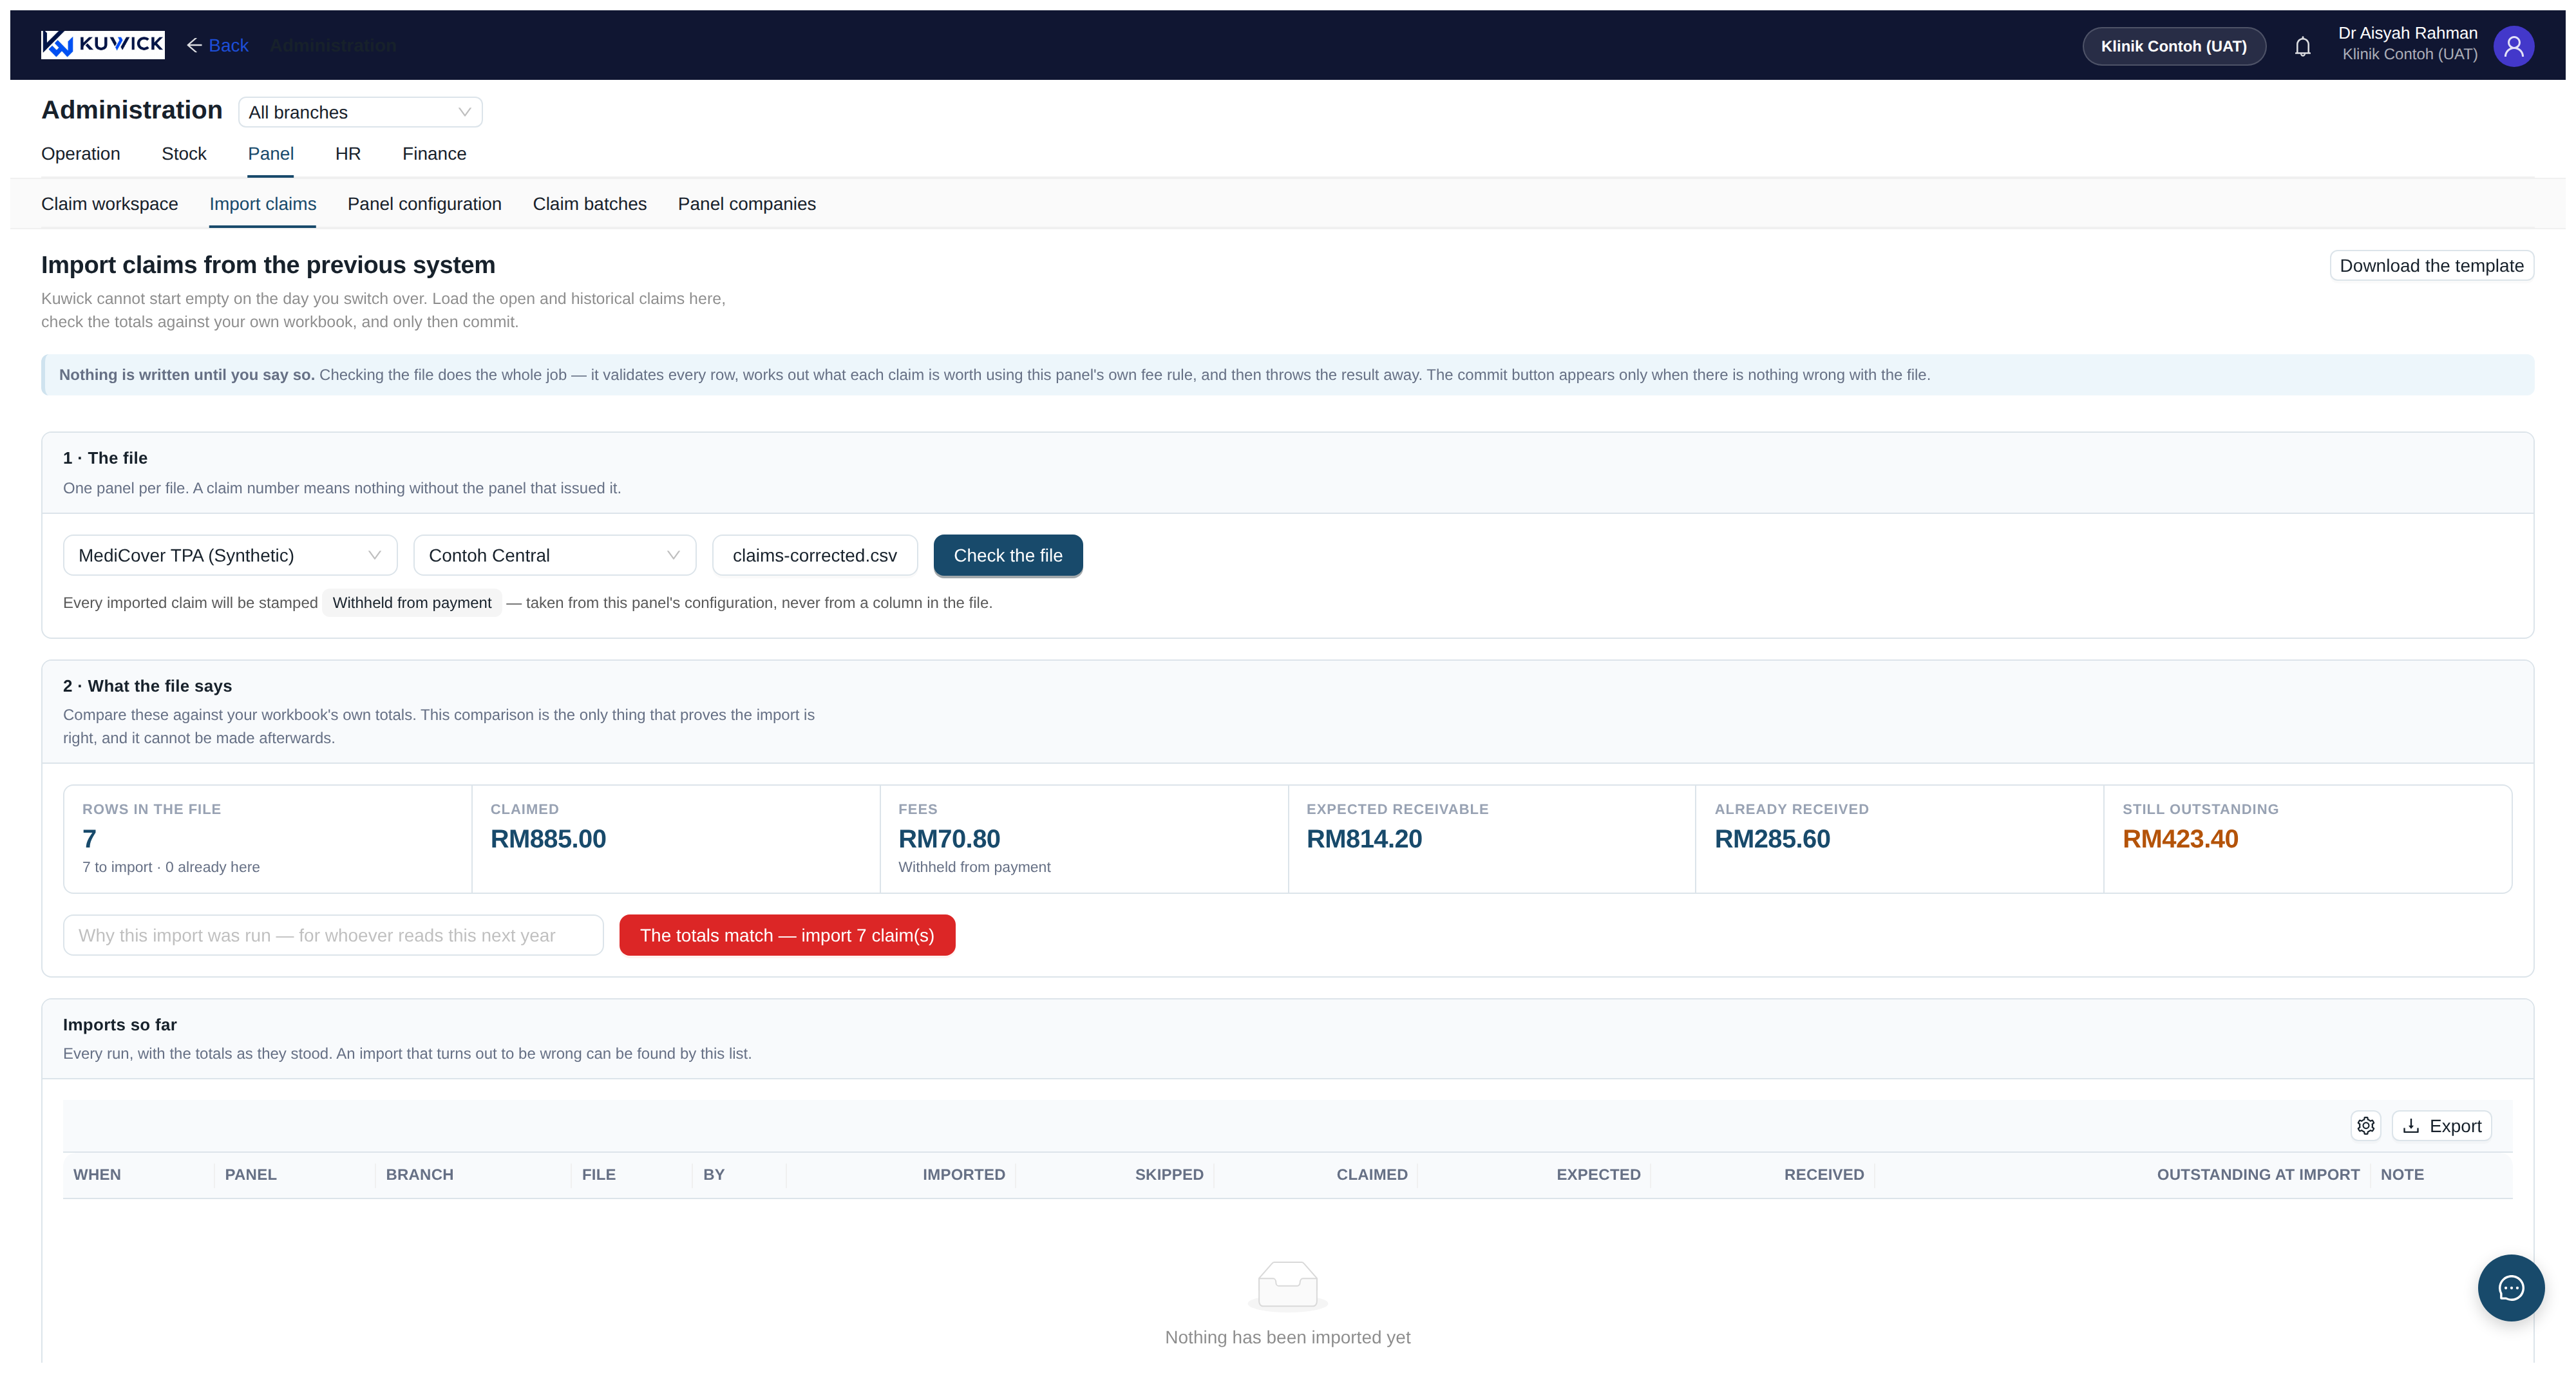 KUWICK
Back
Administration
Klinik Contoh (UAT)
Dr Aisyah Rahman
Klinik Contoh (UAT)
Administration
All branches
Operation
Stock
Panel
HR
Finance
Claim workspace
Import claims
Panel configuration
Claim batches
Panel companies
Import claims from the previous system
Download the template
Kuwick cannot start empty on the day you switch over. Load the open and historical claims here,
check the totals against your own workbook, and only then commit.
Nothing is written until you say so. Checking the file does the whole job — it validates every row, works out what each claim is worth using this panel's own fee rule, and then throws the result away. The commit button appears only when there is nothing wrong with the file.
1 · The file
One panel per file. A claim number means nothing without the panel that issued it.
MediCover TPA (Synthetic)
Contoh Central
claims-corrected.csv
Check the file
Every imported claim will be stamped Withheld from payment — taken from this panel's configuration, never from a column in the file.
2 · What the file says
Compare these against your workbook's own totals. This comparison is the only thing that proves the import is
right, and it cannot be made afterwards.
ROWS IN THE FILE
7
7 to import · 0 already here
CLAIMED
RM885.00
FEES
RM70.80
Withheld from payment
EXPECTED RECEIVABLE
RM814.20
ALREADY RECEIVED
RM285.60
STILL OUTSTANDING
RM423.40
Why this import was run — for whoever reads this next year
The totals match — import 7 claim(s)
Imports so far
Every run, with the totals as they stood. An import that turns out to be wrong can be found by this list.
Export
WHEN
PANEL
BRANCH
FILE
BY
IMPORTED
SKIPPED
CLAIMED
EXPECTED
RECEIVED
OUTSTANDING AT IMPORT
NOTE
Nothing has been imported yet